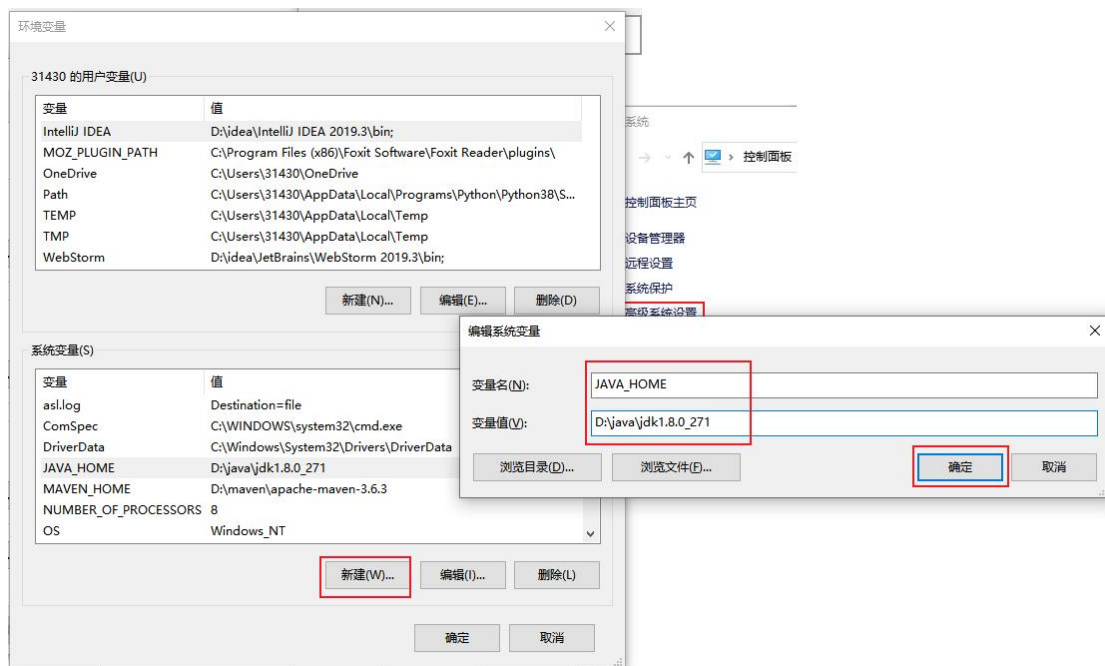 环境变量
31430 的用户变量(U)
变量 值
IntelliJ IDEA D:\idea\IntelliJ IDEA 2019.3\bin;
MOZ_PLUGIN_PATH C:\Program Files (x86)\Foxit Software\Foxit Reader\plugins\
OneDrive C:\Users\31430\OneDrive
Path C:\Users\31430\AppData\Local\Programs\Python\Python38\S...
TEMP C:\Users\31430\AppData\Local\Temp
TMP C:\Users\31430\AppData\Local\Temp
WebStorm D:\idea\JetBrains\WebStorm 2019.3\bin;
新建(N)... 编辑(E)... 删除(D)
系统变量(S)
变量 值
asl.log Destination=file
ComSpec C:\WINDOWS\system32\cmd.exe
DriverData C:\Windows\System32\Drivers\DriverData
JAVA_HOME D:\java\jdk1.8.0_271
MAVEN_HOME D:\maven\apache-maven-3.6.3
NUMBER_OF_PROCESSORS 8
OS Windows_NT
新建(W)... 编辑(I)... 删除(L)
确定 取消
系统
控制面板
控制面板主页
设备管理器
远程设置
系统保护
高级系统设置
编辑系统变量
变量名(N): JAVA_HOME
变量值(V): D:\java\jdk1.8.0_271
浏览目录(D)... 浏览文件(F)... 确定 取消